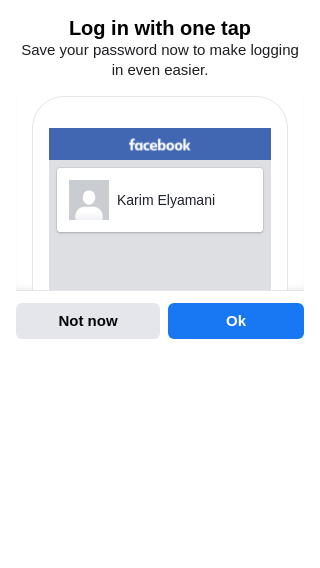 Log in with one tap
Save your password now to make logging
in even easier.
facebook
Karim Elyamani
Not now
Ok